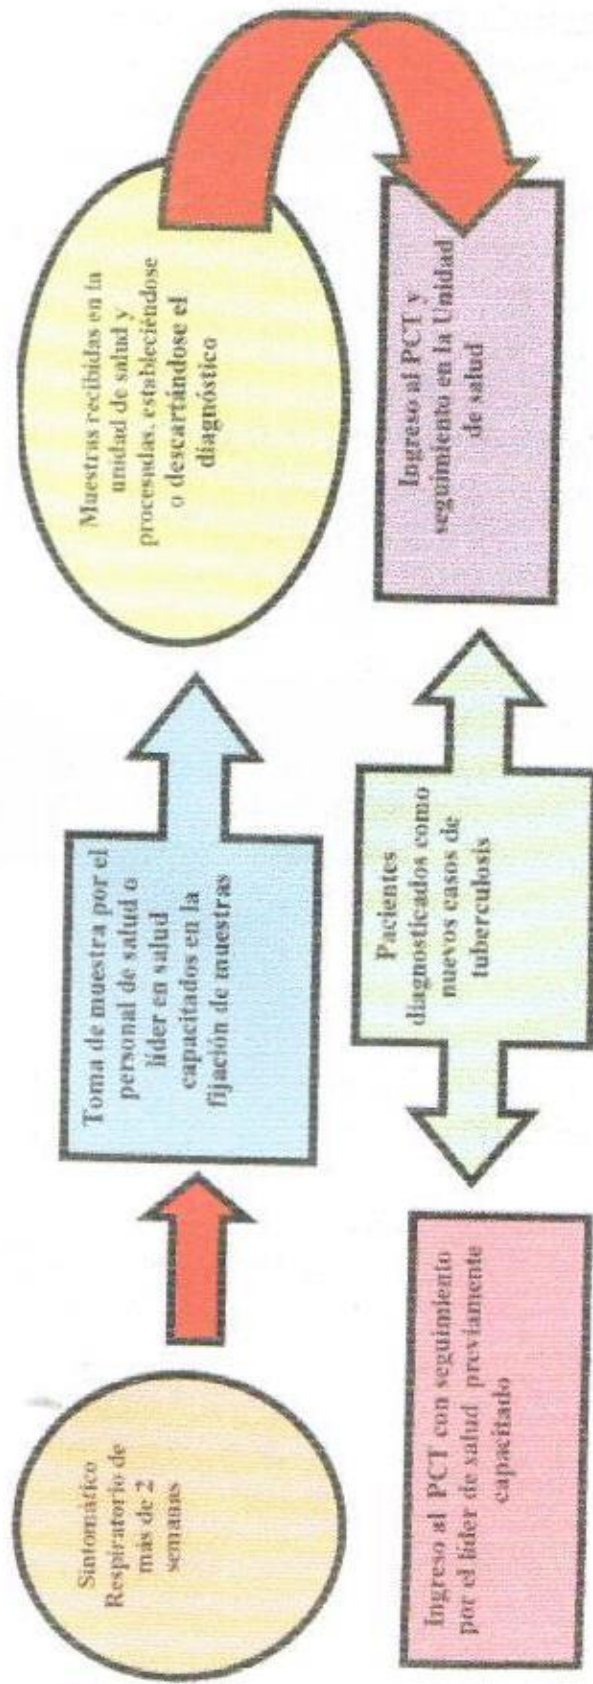 Sintomático
Respiratorio de
más de 2
semanas
Toma de muestra por el
personal de salud o
líder en salud
capacitados en la
fijación de muestras
Muestras recibidas en la
unidad de salud y
procesadas, estableciéndose
o descartándose el
diagnóstico
Ingreso al PCT con seguimiento
por el líder de salud previamente
capacitado
Pacientes
diagnosticados como
nuevos casos de
tuberculosis
Ingreso al PCT y
seguimiento en la Unidad
de salud